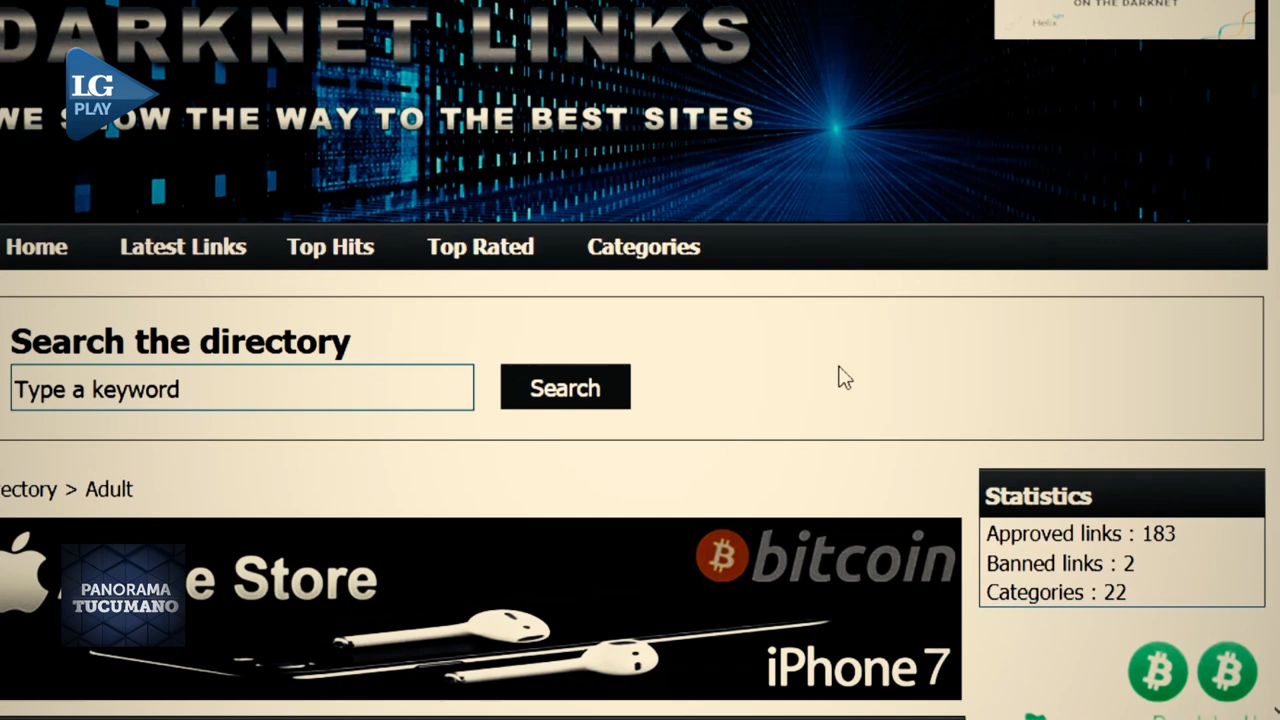 DARKNET LINKS
ON THE DARKNET
Helix
LG
PLAY
WE SHOW THE WAY TO THE BEST SITES
Home Latest Links Top Hits Top Rated Categories
Search the directory
Type a keyword Search
ectory > Adult
Statistics
Approved links : 183
Banned links : 2
Categories : 22
e Store
bitcoin
PANORAMA
TUCUMANO
iPhone 7